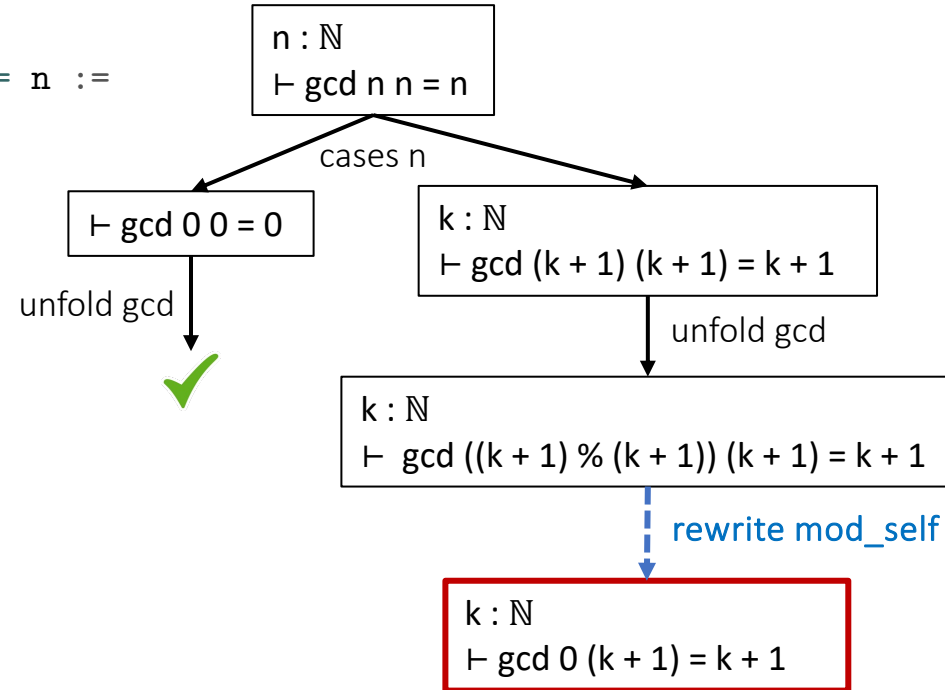 n : ℕ
= n :=
⊢ gcd n n = n
cases n
⊢ gcd 0 0 = 0
k : ℕ
⊢ gcd (k + 1) (k + 1) = k + 1
unfold gcd
unfold gcd
k : ℕ
⊢ gcd ((k + 1) % (k + 1)) (k + 1) = k + 1
rewrite mod_self
k : ℕ
⊢ gcd 0 (k + 1) = k + 1